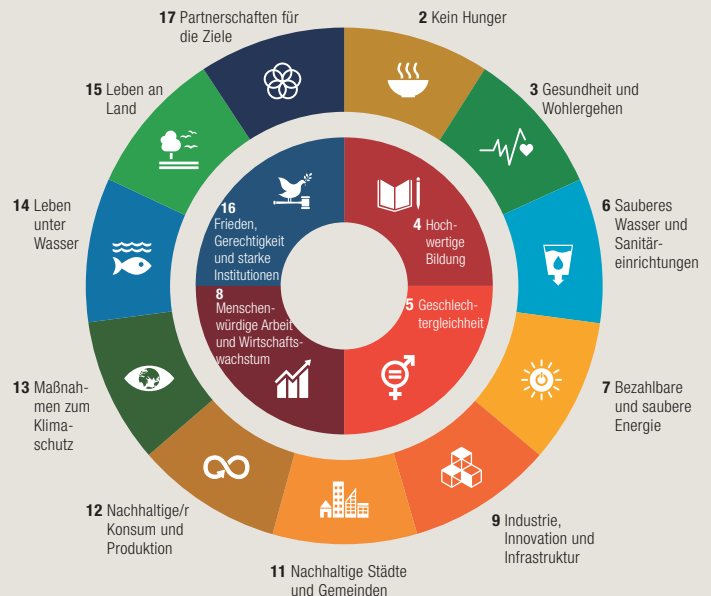 17 Partnerschaften für
die Ziele
2 Kein Hunger
3 Gesundheit und
Wohlergehen
15 Leben an
Land
14 Leben
unter
Wasser
6 Sauberes
Wasser und
Sanitär-
einrichtungen
16
Frieden,
Gerechtigkeit
und starke
Institutionen
4 Hoch-
wertige
Bildung
8
Menschen-
würdige Arbeit
und Wirtschafts-
wachstum
5 Geschlech-
tergleichheit
13 Maßnah-
men zum
Klima-
schutz
7 Bezahlbare
und saubere
Energie
12 Nachhaltige/r
Konsum und
Produktion
9 Industrie,
Innovation und
Infrastruktur
11 Nachhaltige Städte
und Gemeinden